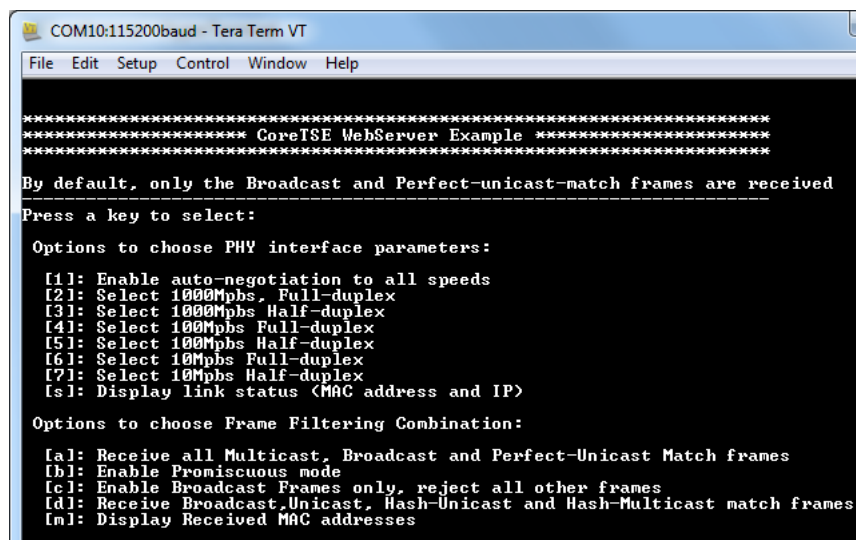 COM10:115200baud - Tera Term VT
File Edit Setup Control Window Help
**********************************************************************
********************* CoreTSE WebServer Example **********************
**********************************************************************
By default, only the Broadcast and Perfect-unicast-match frames are received
----------------------------------------------------------------------
Press a key to select:
Options to choose PHY interface parameters:
[1]: Enable auto-negotiation to all speeds
[2]: Select 1000Mpbs, Full-duplex
[3]: Select 1000Mpbs Half-duplex
[4]: Select 100Mpbs Full-duplex
[5]: Select 100Mpbs Half-duplex
[6]: Select 10Mpbs Full-duplex
[7]: Select 10Mpbs Half-duplex
[s]: Display link status (MAC address and IP)
Options to choose Frame Filtering Combination:
[a]: Receive all Multicast, Broadcast and Perfect-Unicast Match frames
[b]: Enable Promiscuous mode
[c]: Enable Broadcast Frames only, reject all other frames
[d]: Receive Broadcast,Unicast, Hash-Unicast and Hash-Multicast match frames
[m]: Display Received MAC addresses